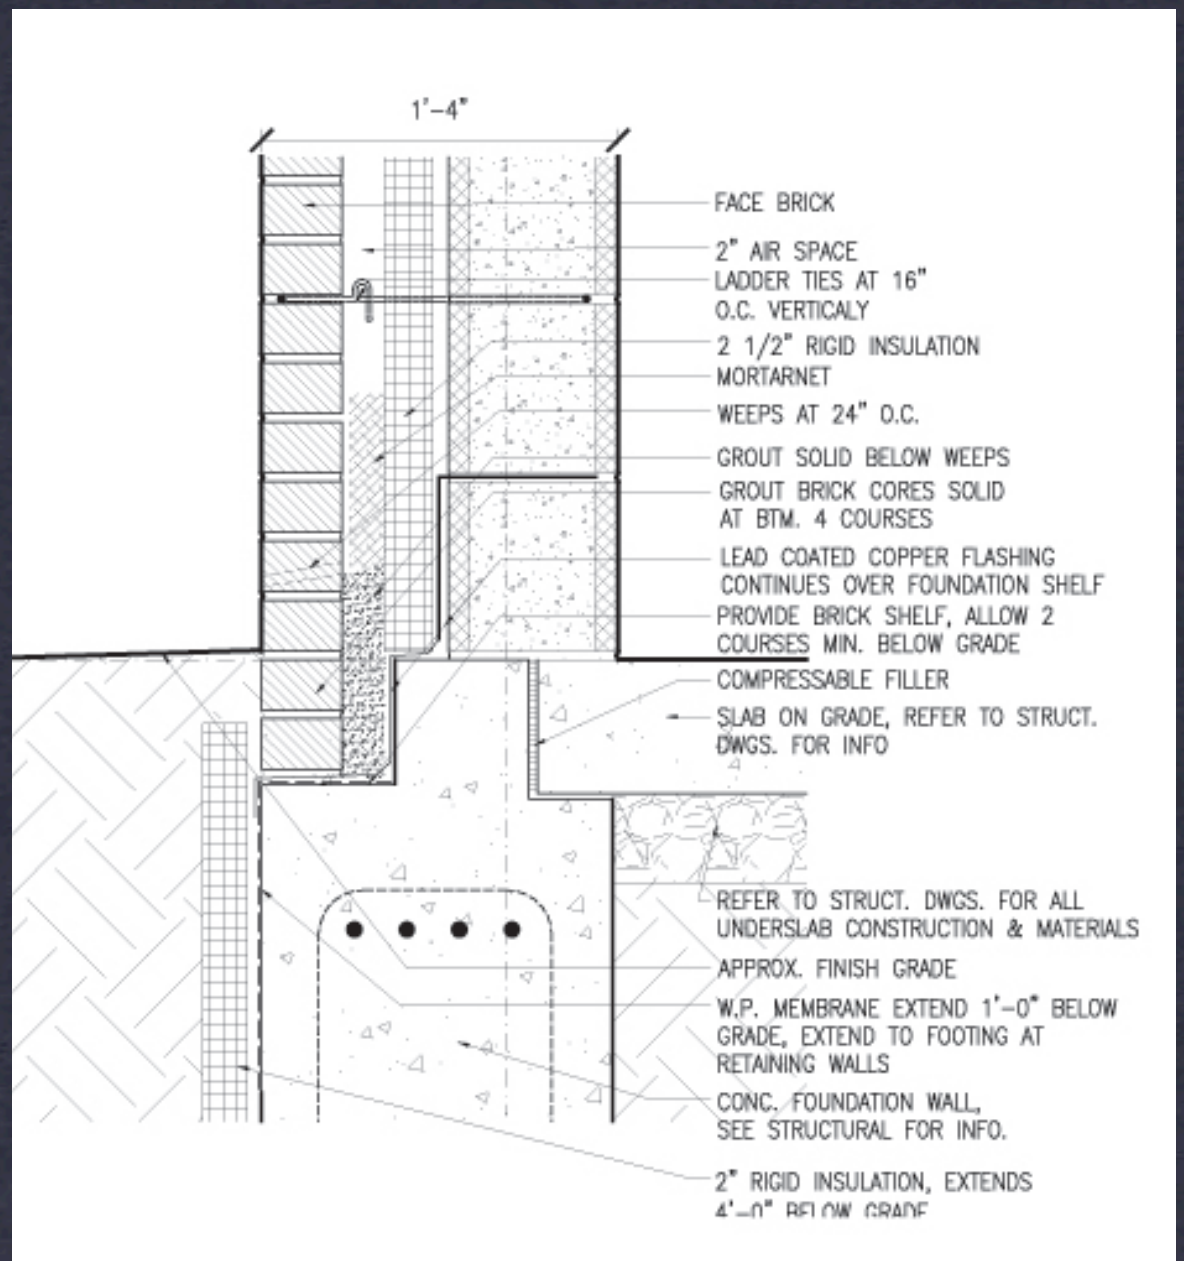 1'-4"
FACE BRICK
2" AIR SPACE
LADDER TIES AT 16"
O.C. VERTICALY
2 1/2" RIGID INSULATION
MORTARNET
WEEPS AT 24" O.C.
GROUT SOLID BELOW WEEPS
GROUT BRICK CORES SOLID
AT BTM. 4 COURSES
LEAD COATED COPPER FLASHING
CONTINUES OVER FOUNDATION SHELF
PROVIDE BRICK SHELF, ALLOW 2
COURSES MIN. BELOW GRADE
COMPRESSABLE FILLER
SLAB ON GRADE, REFER TO STRUCT.
DWGS. FOR INFO
REFER TO STRUCT. DWGS. FOR ALL
UNDERSLAB CONSTRUCTION & MATERIALS
APPROX. FINISH GRADE
W.P. MEMBRANE EXTEND 1'-0" BELOW
GRADE, EXTEND TO FOOTING AT
RETAINING WALLS
CONC. FOUNDATION WALL,
SEE STRUCTURAL FOR INFO.
2" RIGID INSULATION, EXTENDS
4'-0" BELOW GRADE